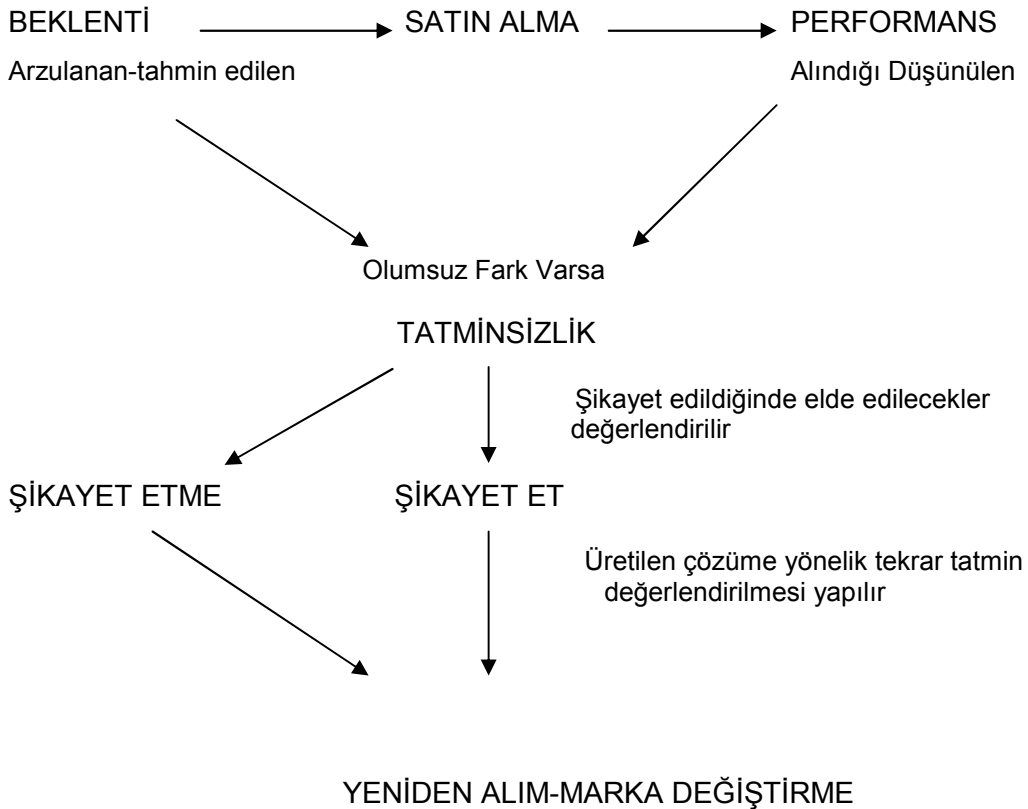 BEKLENTİ SATIN ALMA PERFORMANS
Arzulanan-tahmin edilen Alındığı Düşünülen
Olumsuz Fark Varsa
TATMİNSİZLİK
Şikayet edildiğinde elde edilecekler
değerlendirilir
ŞİKAYET ETME ŞİKAYET ET
Üretilen çözüme yönelik tekrar tatmin
değerlendirilmesi yapılır
YENİDEN ALIM-MARKA DEĞİŞTİRME